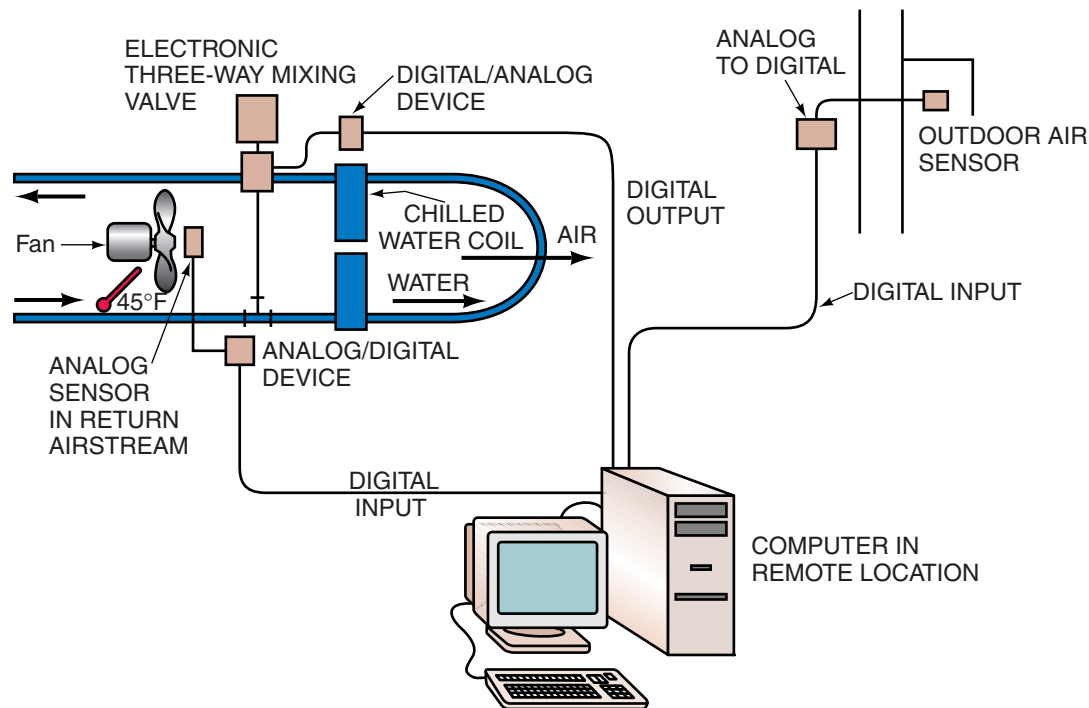 ELECTRONIC
THREE-WAY MIXING
VALVE
DIGITAL/ANALOG
DEVICE
ANALOG
TO DIGITAL
OUTDOOR AIR
SENSOR
DIGITAL
OUTPUT
CHILLED
WATER COIL
AIR
Fan
WATER
45°F
DIGITAL INPUT
ANALOG/DIGITAL
DEVICE
ANALOG
SENSOR
IN RETURN
AIRSTREAM
DIGITAL
INPUT
COMPUTER IN
REMOTE LOCATION